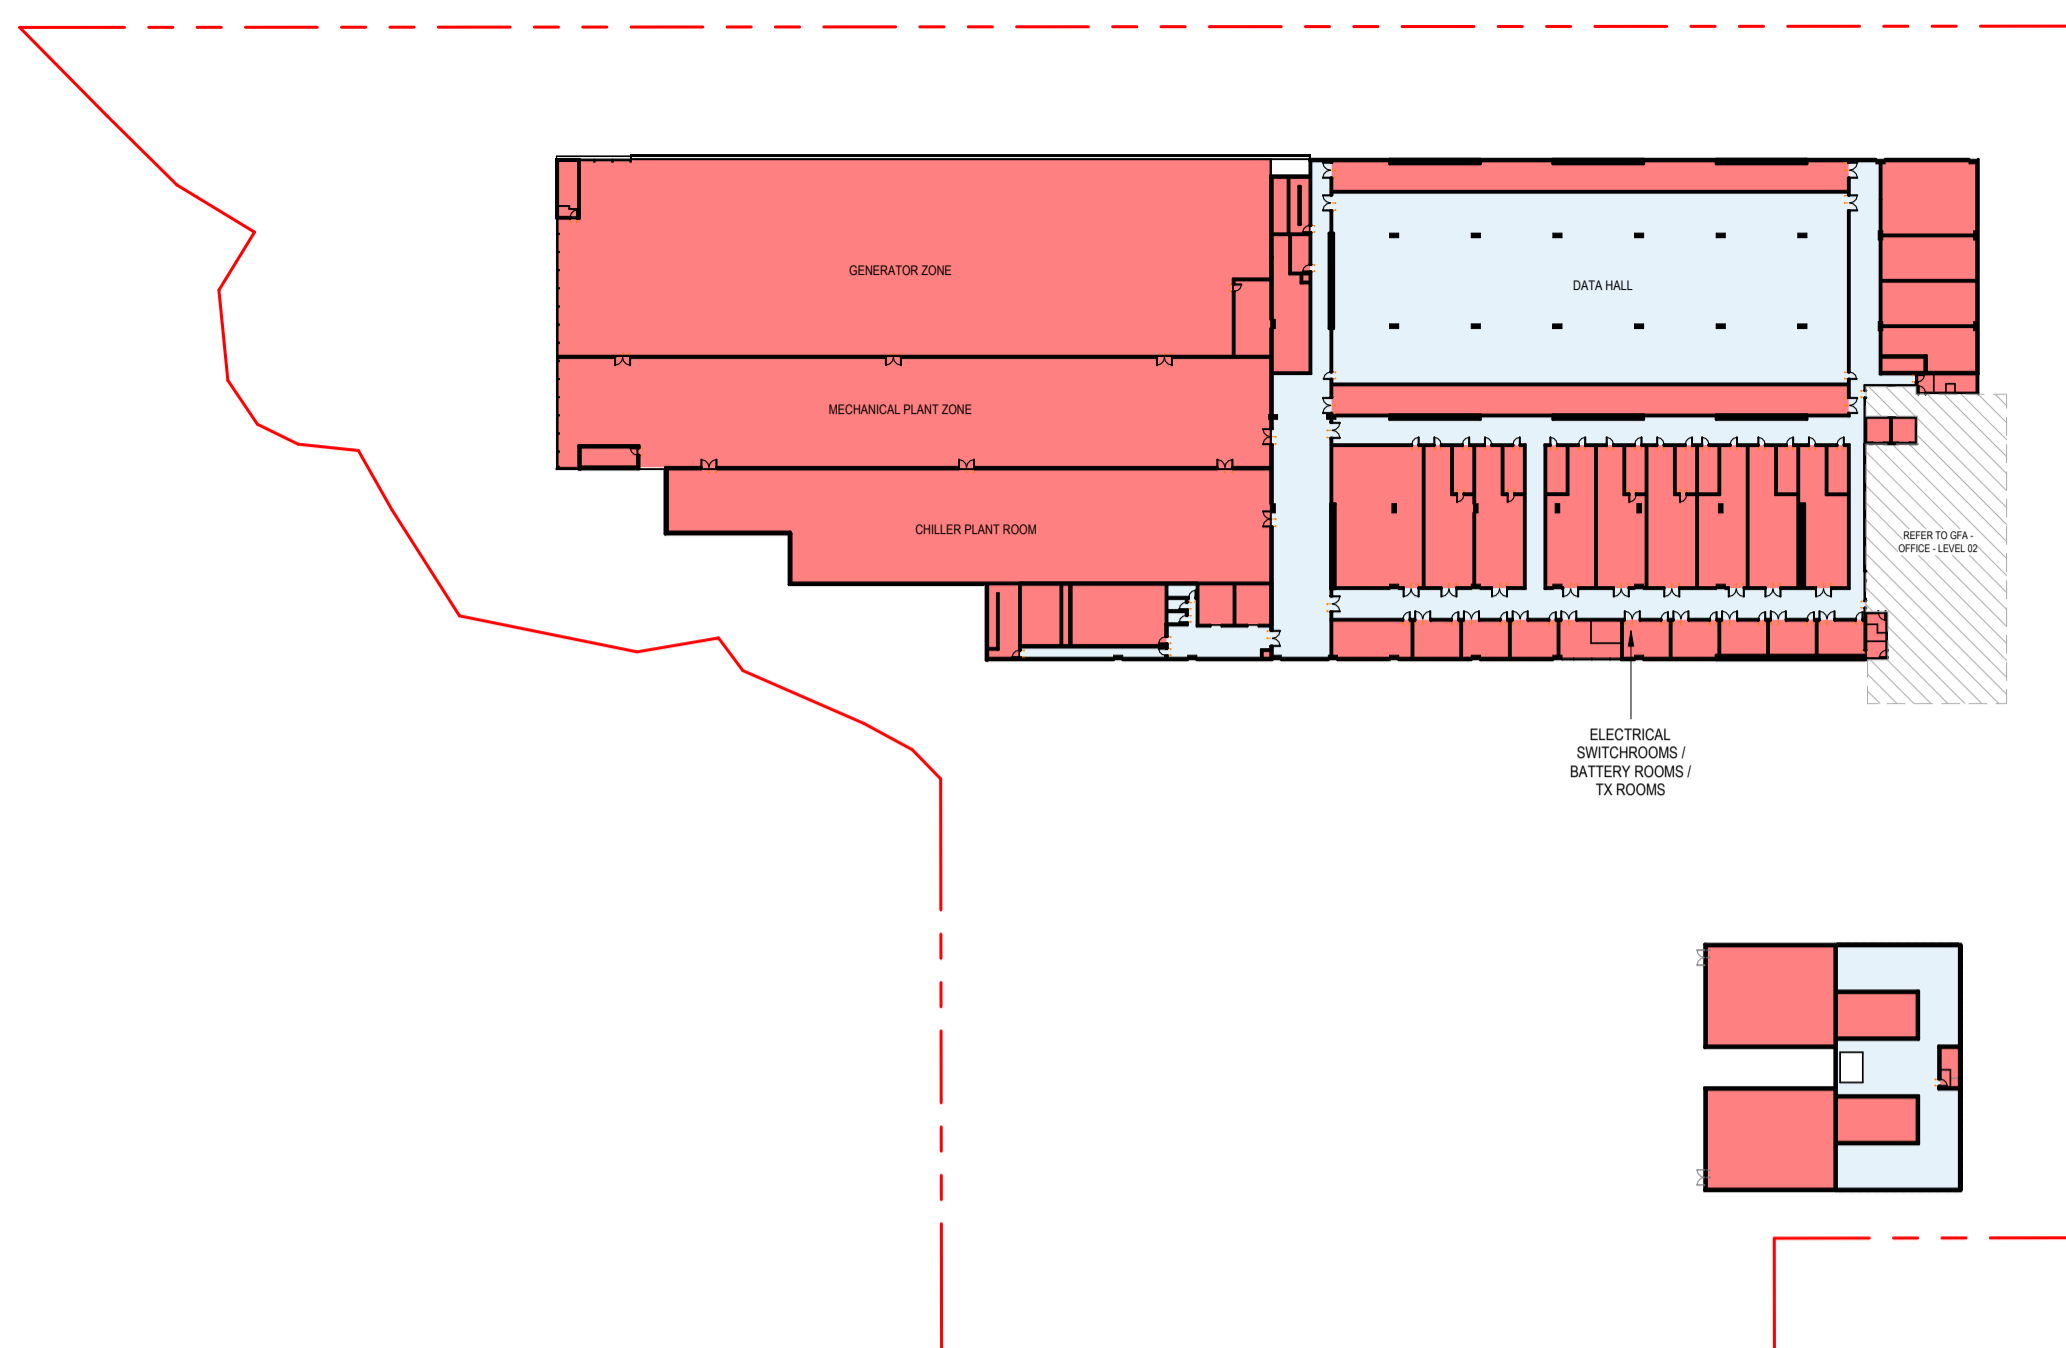 GENERATOR ZONE
DATA HALL
MECHANICAL PLANT ZONE
CHILLER PLANT ROOM
REFER TO GFA -
OFFICE - LEVEL 02
ELECTRICAL
SWITCHROOMS /
BATTERY ROOMS /
TX ROOMS